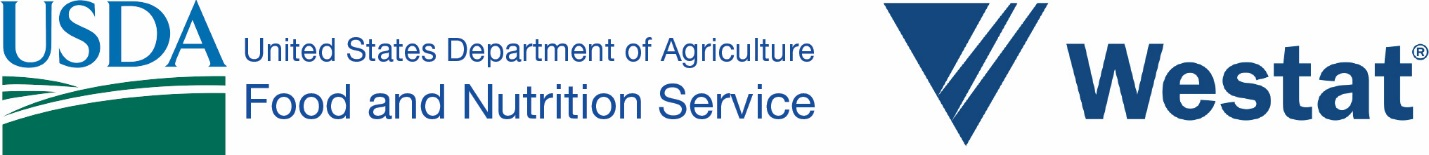 USDA
United States Department of Agriculture
Food and Nutrition Service
Westat®